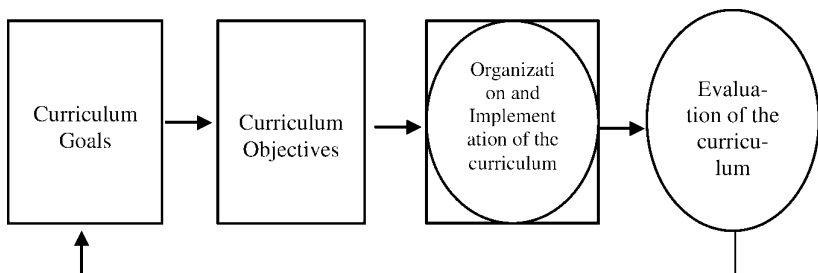 Curriculum
Goals
Curriculum
Objectives
Organizati
on and
Implement
ation of the
curriculum
Evalua-
tion of the
curricu-
lum